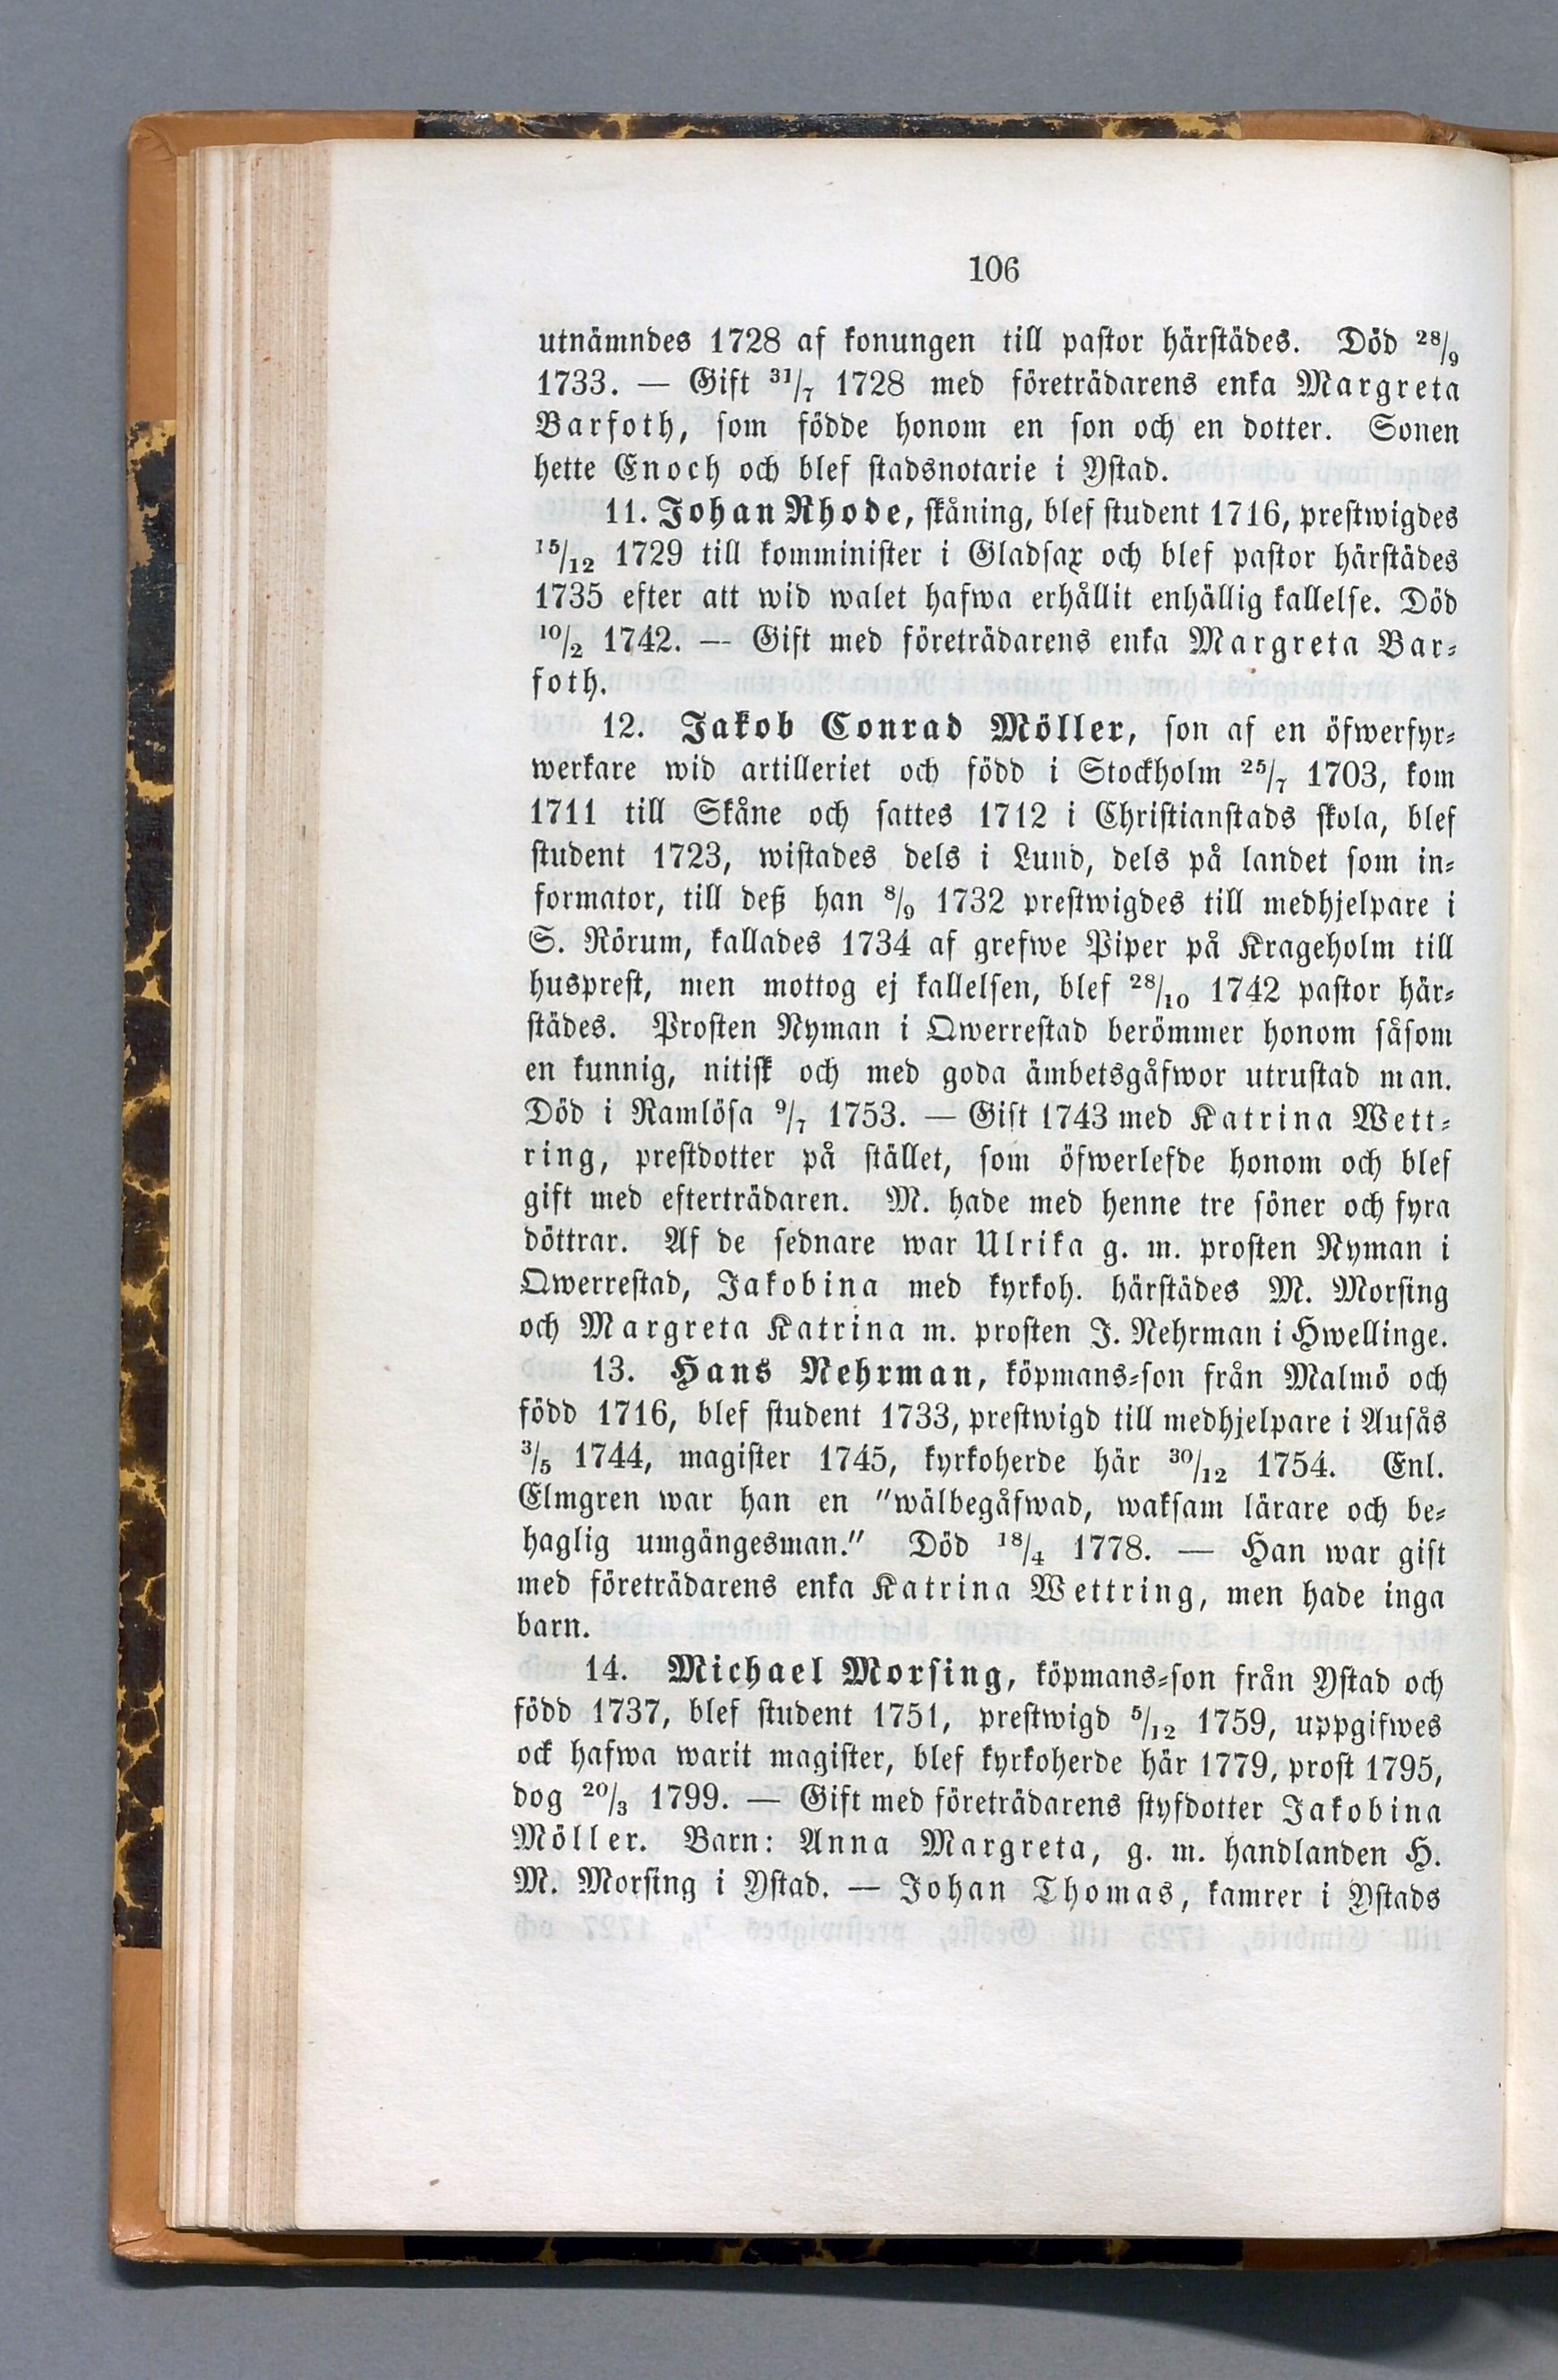 106
utnämndes 1728 af konungen till pastor härstädes. Död 28/9
1733. — Gift 31/7 1728 med företrädarens enka Margreta
Barfoth, som födde honom en son och en dotter. Sonen
hette Enoch och blef stadsnotarie i Ystad.
11. Johan Rhode, skåning, blef student 1716, prestwigdes
15/12 1729 till komminister i Gladsax och blef pastor härstädes
1735 efter att wid walet hafwa erhållit enhällig kallelse. Död
10/2 1742. — Gift med företrädarens enka Margreta Bar-
foth.
12. Jakob Conrad Möller, son af en öfwerfyr-
werkare wid artilleriet och född i Stockholm 25/7 1703, kom
1711 till Skåne och sattes 1712 i Christianstads skola, blef
student 1723, wistades dels i Lund, dels på landet som in-
formator, till deß han 8/9 1732 prestwigdes till medhjelpare i
S. Rörum, kallades 1734 af grefwe Piper på Krageholm till
husprest, men mottog ej kallelsen, blef 28/10 1742 pastor här-
städes. Prosten Nyman i Qwerrestad berömmer honom såsom
en kunnig, nitisk och med goda ämbetsgåfwor utrustad man.
Död i Ramlösa 9/7 1753. — Gift 1743 med Katrina Wett-
ring, prestdotter på stället, som öfwerlefde honom och blef
gift med efterträdaren. M. hade med henne tre söner och fyra
döttrar. Af de sednare war Ulrika g. m. prosten Nyman i
Qwerrestad, Jakobina med kyrkoh. härstädes M. Morsing
och Margreta Katrina m. prosten J. Nehrman i Hwellinge.
13. Hans Nehrman, köpmans-son från Malmö och
född 1716, blef student 1733, prestwigd till medhjelpare i Ausås
3/5 1744, magister 1745, kyrkoherde här 30/12 1754. Enl.
Elmgren war han en "wälbegåfwad, waksam lärare och be-
haglig umgängesman." Död 18/4 1778. — Han war gift
med företrädarens enka Katrina Wettring, men hade inga
barn.
14. Michael Morsing, köpmans-son från Ystad och
född 1737, blef student 1751, prestwigd 5/12 1759, uppgifwes
ock hafwa warit magister, blef kyrkoherde här 1779, prost 1795,
dog 20/3 1799. — Gift med företrädarens styfdotter Jakobina
Möller. Barn: Anna Margreta, g. m. handlanden H.
M. Morsing i Ystad. — Johan Thomas, kamrer i Ystads